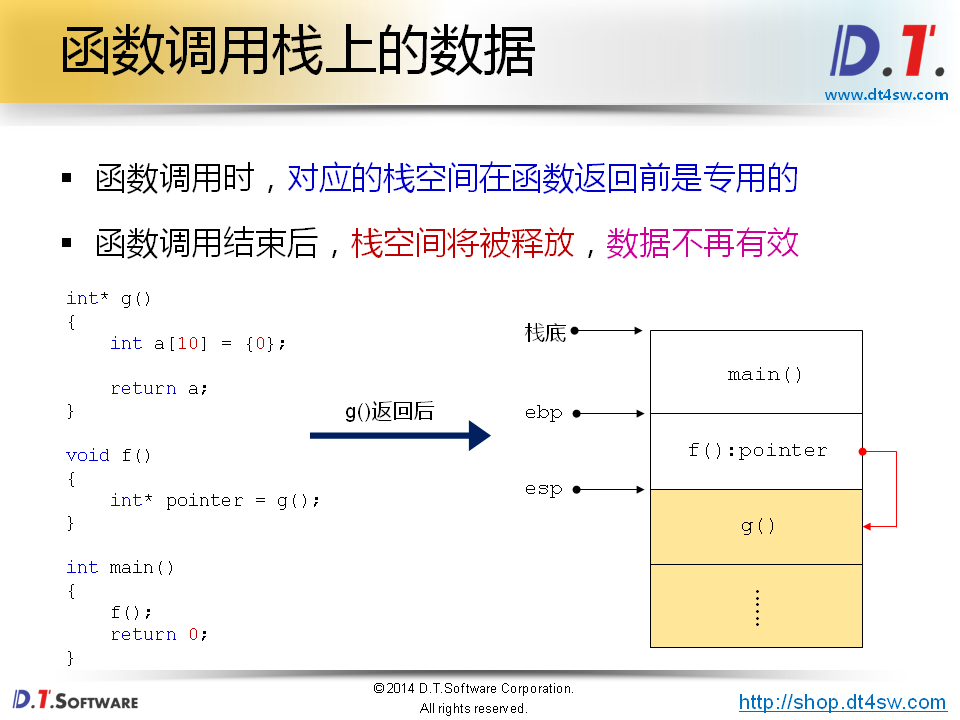 函数调用栈上的数据
D.T.
www.dt4sw.com
▪ 函数调用时，对应的栈空间在函数返回前是专用的
▪ 函数调用结束后，栈空间将被释放，数据不再有效
int* g()
{
    int a[10] = {0};
    return a;
}
void f()
{
    int* pointer = g();
}
int main()
{
    f();
    return 0;
}
g()返回后
栈底
main()
ebp
f():pointer
esp
g()
......
D.T.SOFTWARE
©2014 D.T.Software Corporation.
All rights reserved.
http://shop.dt4sw.com